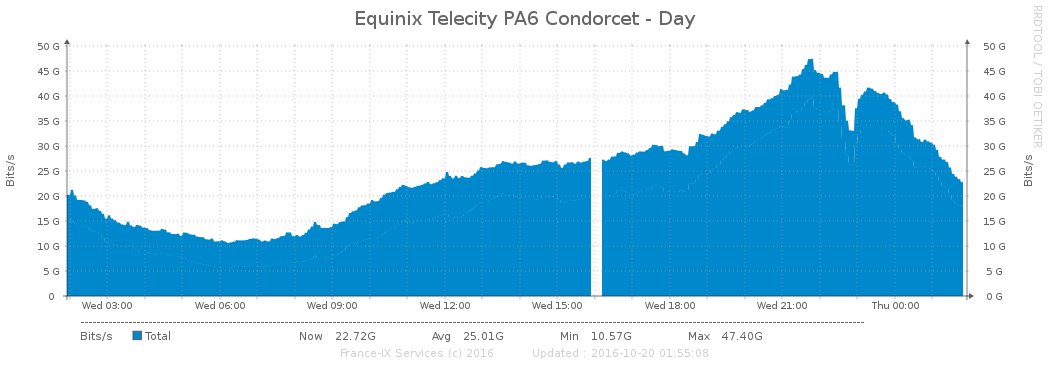 Equinix Telecity PA6 Condorcet - Day
RRDTOOL / TOBI OETIKER
Bits/s
50 G
45 G
40 G
35 G
30 G
25 G
20 G
15 G
10 G
5 G
0
50 G
45 G
40 G
35 G
30 G
25 G
20 G
15 G
10 G
5 G
0 G
Bits/s
Wed 03:00 Wed 06:00 Wed 09:00 Wed 12:00 Wed 15:00 Wed 18:00 Wed 21:00 Thu 00:00
Bits/s Total Now 22.72G Avg 25.01G Min 10.57G Max 47.40G
France-IX Services (c) 2016 Updated : 2016-10-20 01:55:08